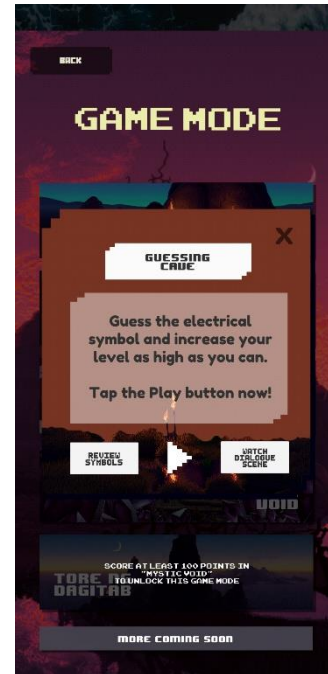 BACK
GAME MODE
X
GUESSING
CAVE
Guess the electrical
symbol and increase your
level as high as you can.
Tap the Play button now!
REVIEW
SYMBOLS
WATCH
DIALOGUE
SCENE
VOID
SCORE AT LEAST 100 POINTS IN
"MYSTIC VOID"
TO UNLOCK THIS GAME MODE
TORE
DAGITAB
MORE COMING SOON